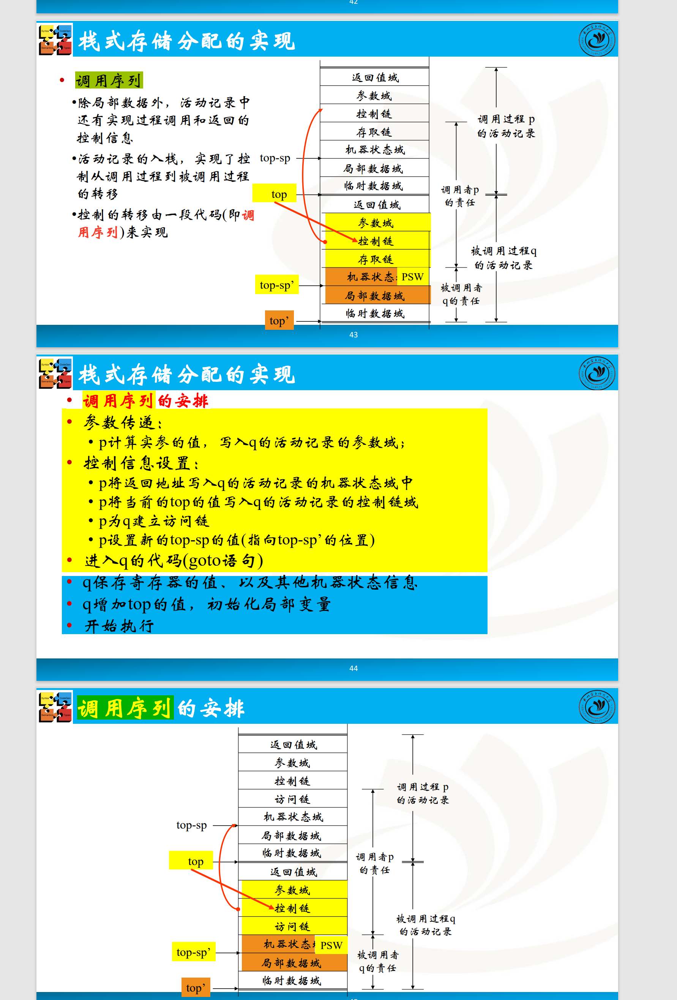 42
栈式存储分配的实现
• 调用序列
•除局部数据外，活动记录中
还有实现过程调用和返回的
控制信息
•活动记录的入栈，实现了控
制从调用过程到被调用过程
的转移
•控制的转移由一段代码(即调
用序列)来实现
返回值域
参数域
控制链
存取链
机器状态域
top-sp
局部数据域
临时数据域
top
返回值域
参数域
控制链
存取链
机器状态
PSW
top-sp’
局部数据域
临时数据域
top’
调用过程 p
的活动记录
调用者p
的责任
被调用过程q
的活动记录
被调用者
q的责任
43
栈式存储分配的实现
• 调用序列的安排
• 参数传递：
• p计算实参的值，写入q的活动记录的参数域；
• 控制信息设置：
• p将返回地址写入q的活动记录的机器状态域中
• p将当前的top的值写入q的活动记录的控制链域
• p为q建立访问链
• p设置新的top-sp的值(指向top-sp’的位置)
• 进入q的代码(goto语句)
• q保存寄存器的值、以及其他机器状态信息
• q增加top的值，初始化局部变量
• 开始执行
44
调用序列的安排
返回值域
参数域
控制链
访问链
机器状态域
top-sp
局部数据域
临时数据域
top
返回值域
参数域
控制链
访问链
机器状态
PSW
top-sp’
局部数据域
临时数据域
top’
调用过程 p
的活动记录
调用者p
的责任
被调用过程q
的活动记录
被调用者
q的责任